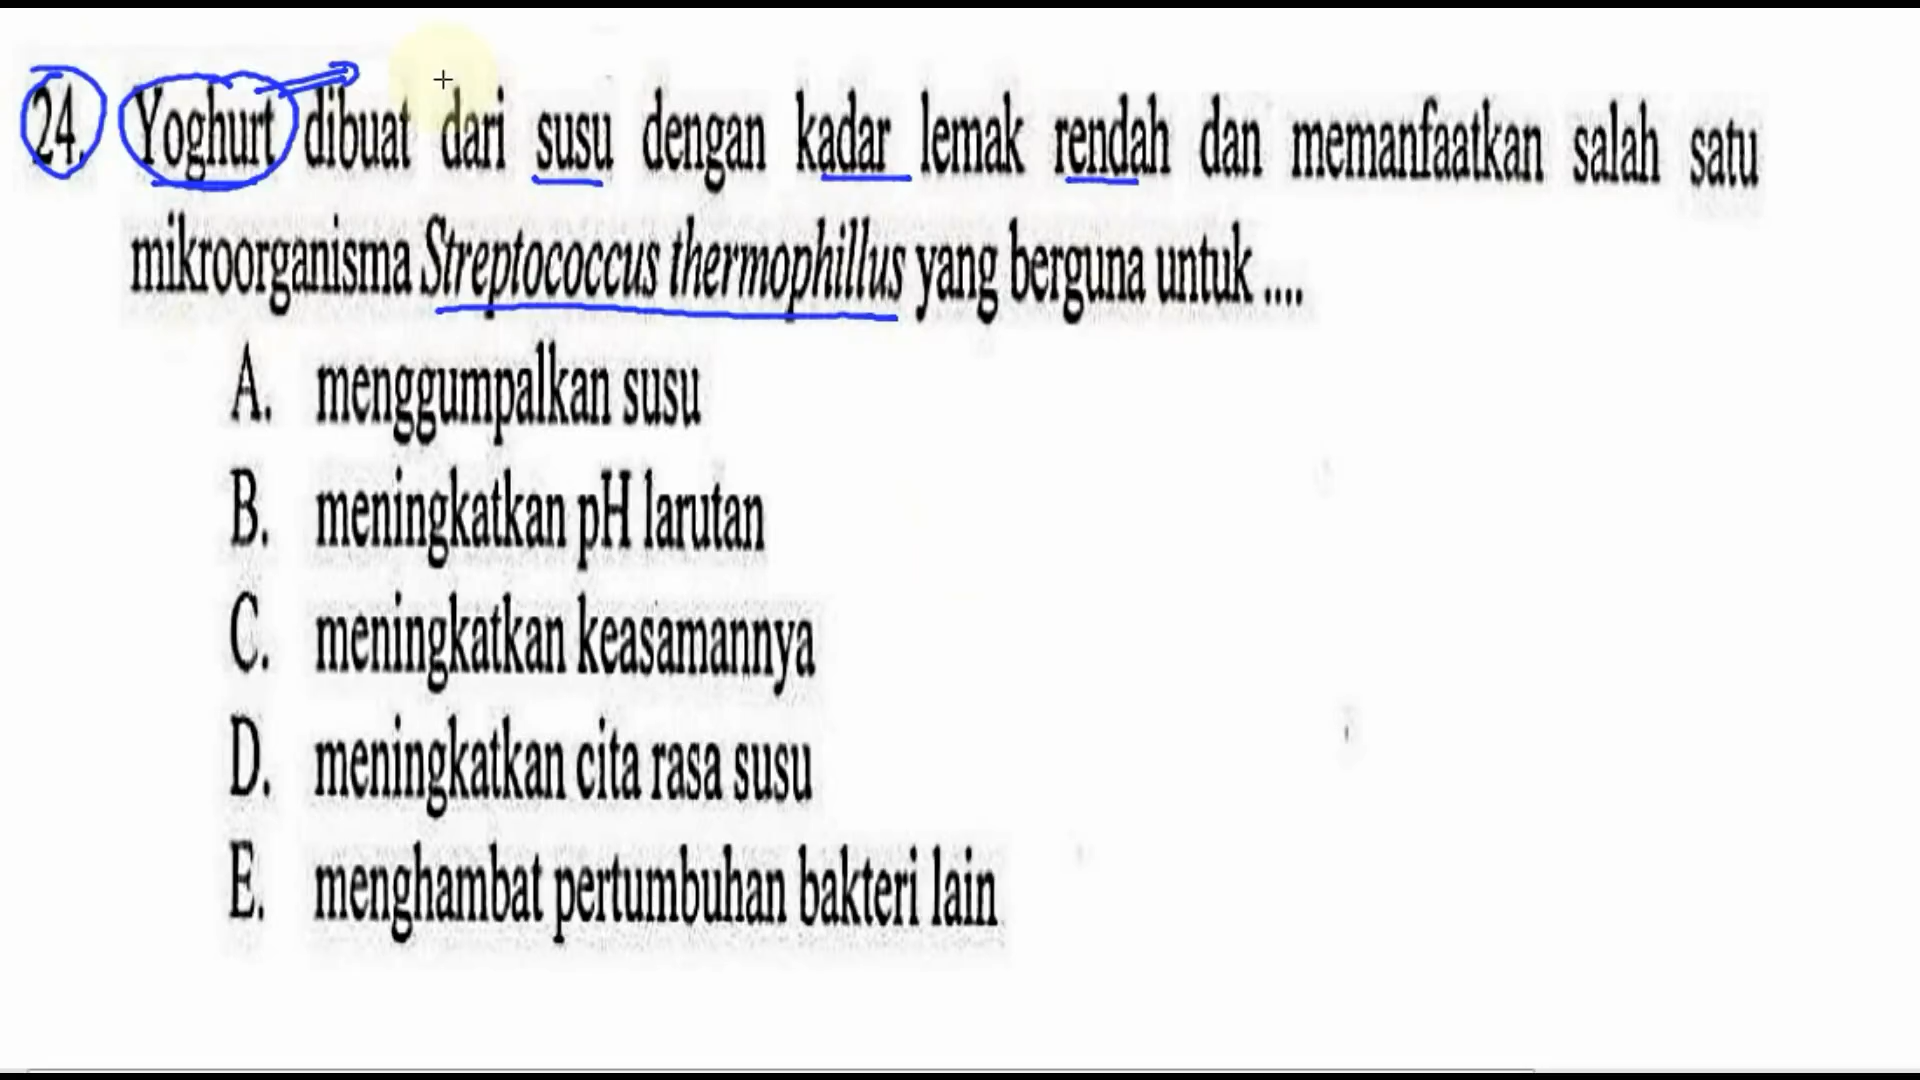 24. Yoghurt dibuat dari susu dengan kadar lemak rendah dan memanfaatkan salah satu
mikroorganisma Streptococcus thermophillus yang berguna untuk ....
A. menggumpalkan susu
B. meningkatkan pH larutan
C. meningkatkan keasamannya
D. meningkatkan cita rasa susu
E. menghambat pertumbuhan bakteri lain